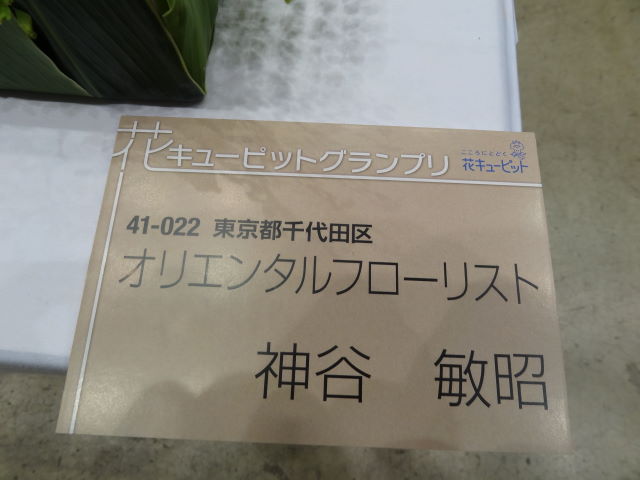 花キューピットグランプリ
こころにとどく
花キューピット
41-022 東京都千代田区
オリエンタルフローリスト
神谷 敏昭